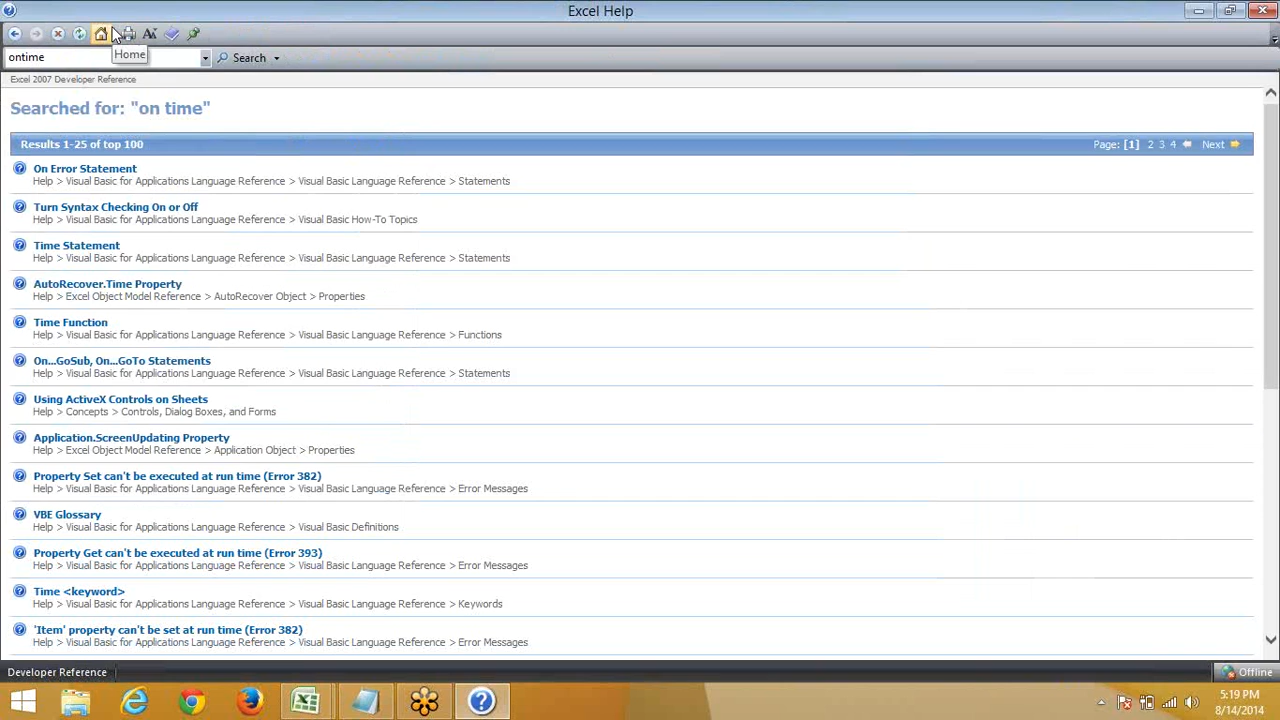 Excel Help
Home
ontime
Search
Excel 2007 Developer Reference
Searched for: "on time"
Results 1-25 of top 100
Page: [1] 2 3 4 Next
On Error Statement
Help > Visual Basic for Applications Language Reference > Visual Basic Language Reference > Statements
Turn Syntax Checking On or Off
Help > Visual Basic for Applications Language Reference > Visual Basic How-To Topics
Time Statement
Help > Visual Basic for Applications Language Reference > Visual Basic Language Reference > Statements
AutoRecover.Time Property
Help > Excel Object Model Reference > AutoRecover Object > Properties
Time Function
Help > Visual Basic for Applications Language Reference > Visual Basic Language Reference > Functions
On...GoSub, On...GoTo Statements
Help > Visual Basic for Applications Language Reference > Visual Basic Language Reference > Statements
Using ActiveX Controls on Sheets
Help > Concepts > Controls, Dialog Boxes, and Forms
Application.ScreenUpdating Property
Help > Excel Object Model Reference > Application Object > Properties
Property Set can't be executed at run time (Error 382)
Help > Visual Basic for Applications Language Reference > Visual Basic Language Reference > Error Messages
VBE Glossary
Help > Visual Basic for Applications Language Reference > Visual Basic Definitions
Property Get can't be executed at run time (Error 393)
Help > Visual Basic for Applications Language Reference > Visual Basic Language Reference > Error Messages
Time <keyword>
Help > Visual Basic for Applications Language Reference > Visual Basic Language Reference > Keywords
'Item' property can't be set at run time (Error 382)
Help > Visual Basic for Applications Language Reference > Visual Basic Language Reference > Error Messages
Developer Reference
Offline
5:19 PM
8/14/2014